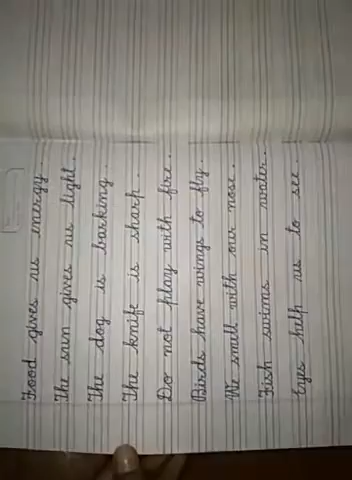 Food gives us energy.
The sun gives us light.
The dog is barking.
The knife is sharp.
Do not play with fire.
Birds have wings to fly.
We smell with our nose.
Fish swims in water.
Eyes help us to see.